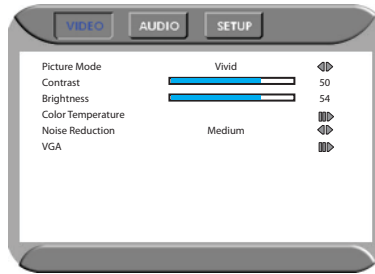 VIDEO AUDIO SETUP
Picture Mode Vivid
Contrast 50
Brightness 54
Color Temperature
Noise Reduction Medium
VGA